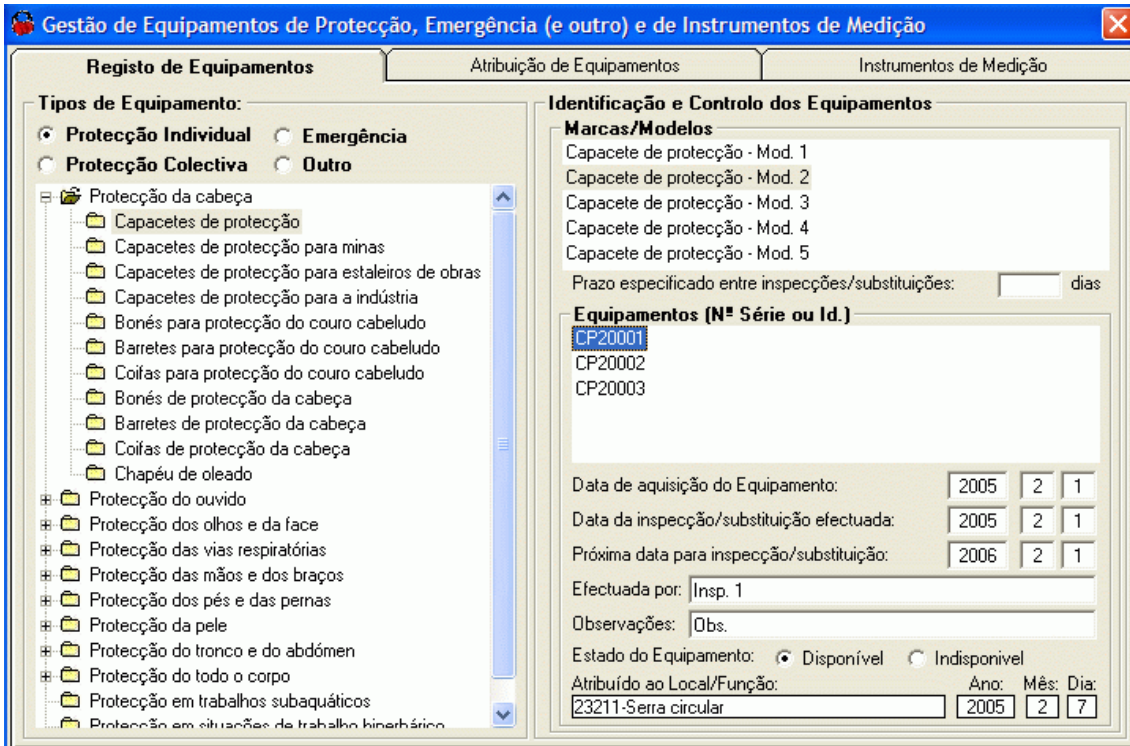 Gestão de Equipamentos de Protecção, Emergência (e outro) e de Instrumentos de Medição
Registo de Equipamentos
Atribuição de Equipamentos
Instrumentos de Medição
Tipos de Equipamento:
Protecção Individual
Emergência
Protecção Colectiva
Outro
Protecção da cabeça
Capacetes de protecção
Capacetes de protecção para minas
Capacetes de protecção para estaleiros de obras
Capacetes de protecção para a indústria
Bonés para protecção do couro cabeludo
Barretes para protecção do couro cabeludo
Coifas para protecção do couro cabeludo
Bonés de protecção da cabeça
Barretes de protecção da cabeça
Coifas de protecção da cabeça
Chapéu de oleado
Protecção do ouvido
Protecção dos olhos e da face
Protecção das vias respiratórias
Protecção das mãos e dos braços
Protecção dos pés e das pernas
Protecção da pele
Protecção do tronco e do abdómen
Protecção do todo o corpo
Protecção em trabalhos subaquáticos
Protecção em situações de trabalho hiperbárico
Identificação e Controlo dos Equipamentos
Marcas/Modelos
Capacete de protecção - Mod. 1
Capacete de protecção - Mod. 2
Capacete de protecção - Mod. 3
Capacete de protecção - Mod. 4
Capacete de protecção - Mod. 5
Prazo especificado entre inspecções/substituições: dias
Equipamentos (Nº Série ou Id.)
CP20001
CP20002
CP20003
Data de aquisição do Equipamento: 2005 2 1
Data da inspecção/substituição efectuada: 2005 2 1
Próxima data para inspecção/substituição: 2006 2 1
Efectuada por: Insp. 1
Observações: Obs.
Estado do Equipamento: Disponível Indisponivel
Atribuído ao Local/Função: Ano: Mês: Dia:
23211-Serra circular 2005 2 7